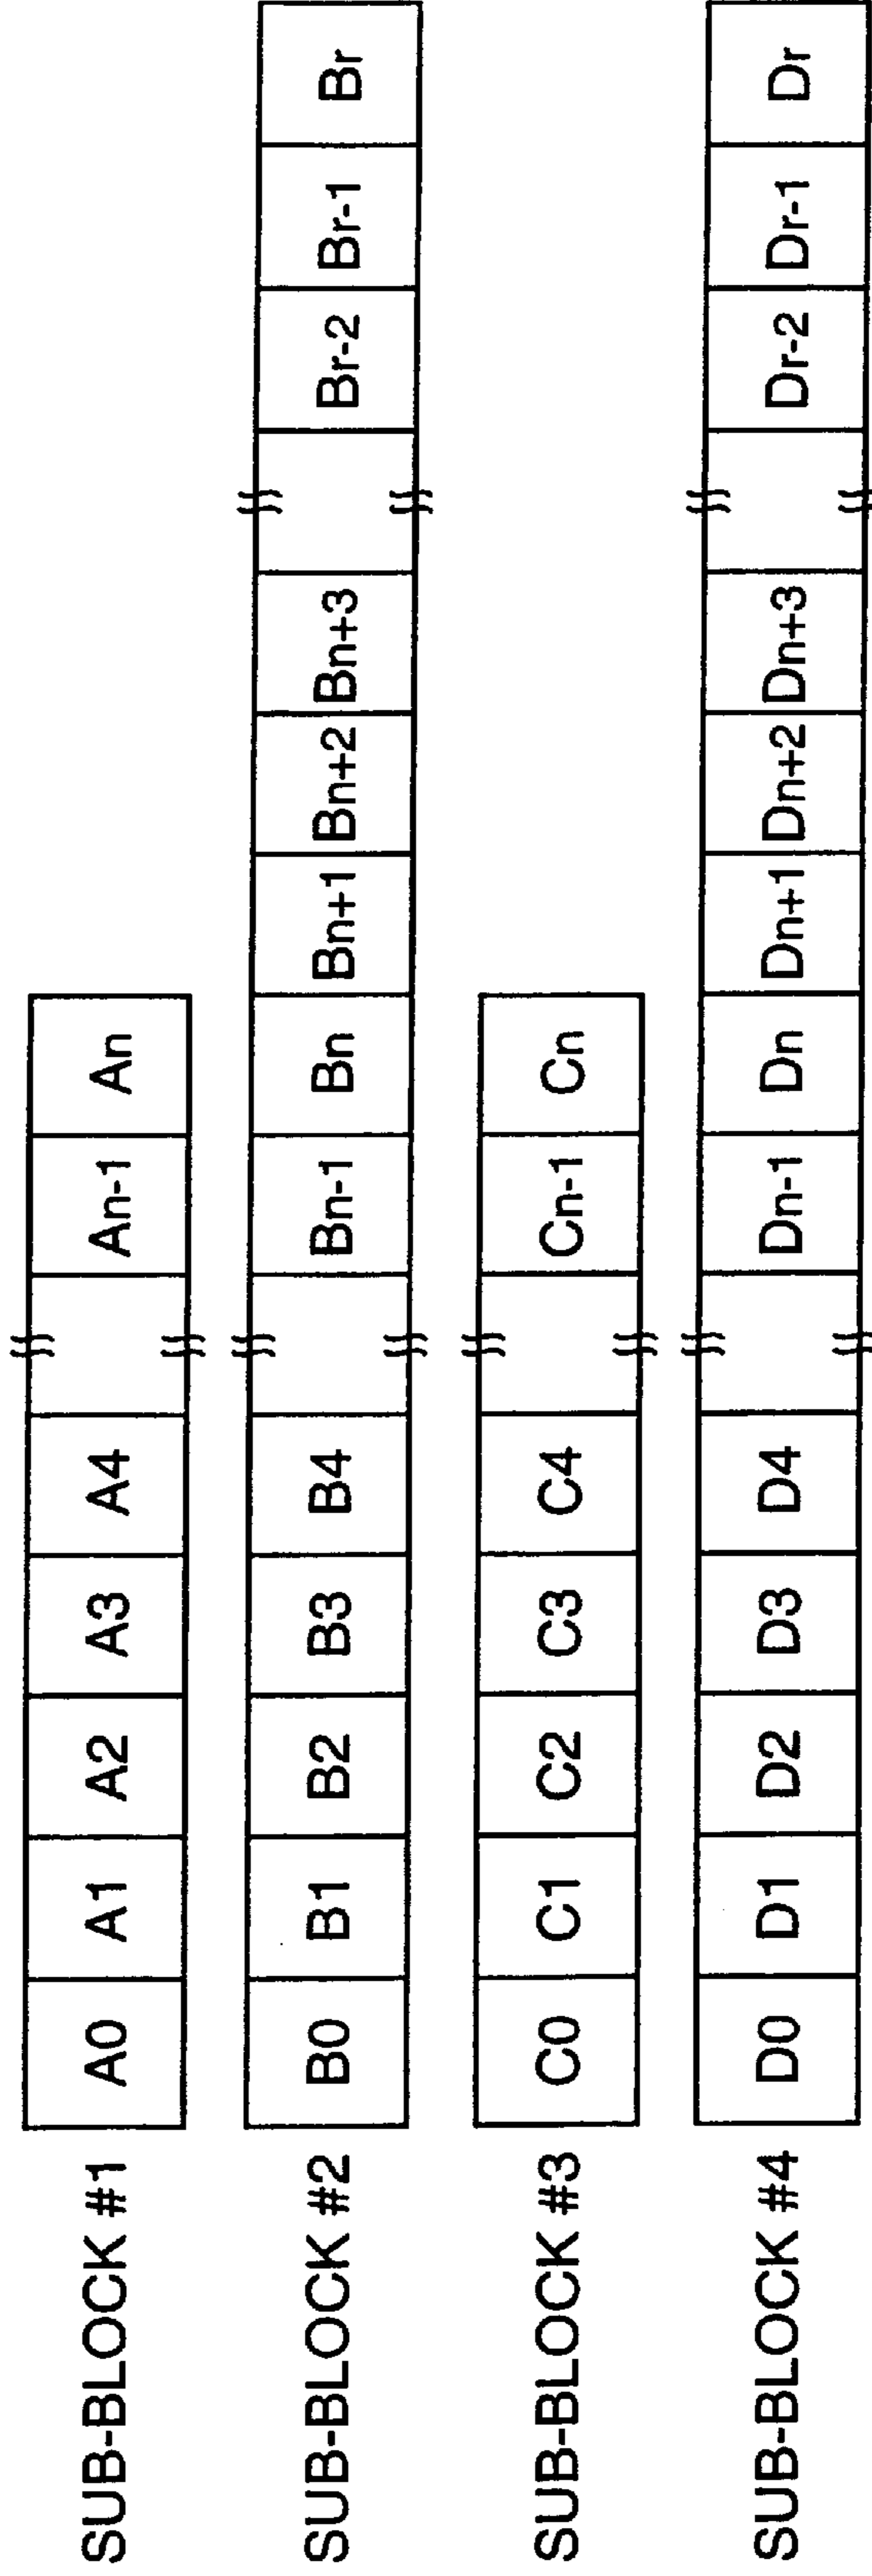 SUB-BLOCK #1 A0 A1 A2 A3 A4 An-1 An
SUB-BLOCK #2 B0 B1 B2 B3 B4 Bn-1 Bn Bn+1 Bn+2 Bn+3 Br-2 Br-1 Br
SUB-BLOCK #3 C0 C1 C2 C3 C4 Cn-1 Cn
SUB-BLOCK #4 D0 D1 D2 D3 D4 Dn-1 Dn Dn+1 Dn+2 Dn+3 Dr-2 Dr-1 Dr